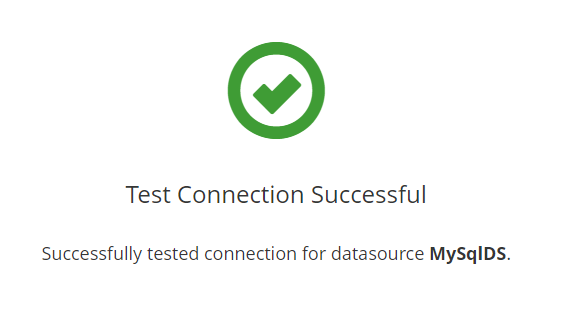 Test Connection Successful
Successfully tested connection for datasource MySqlDS.